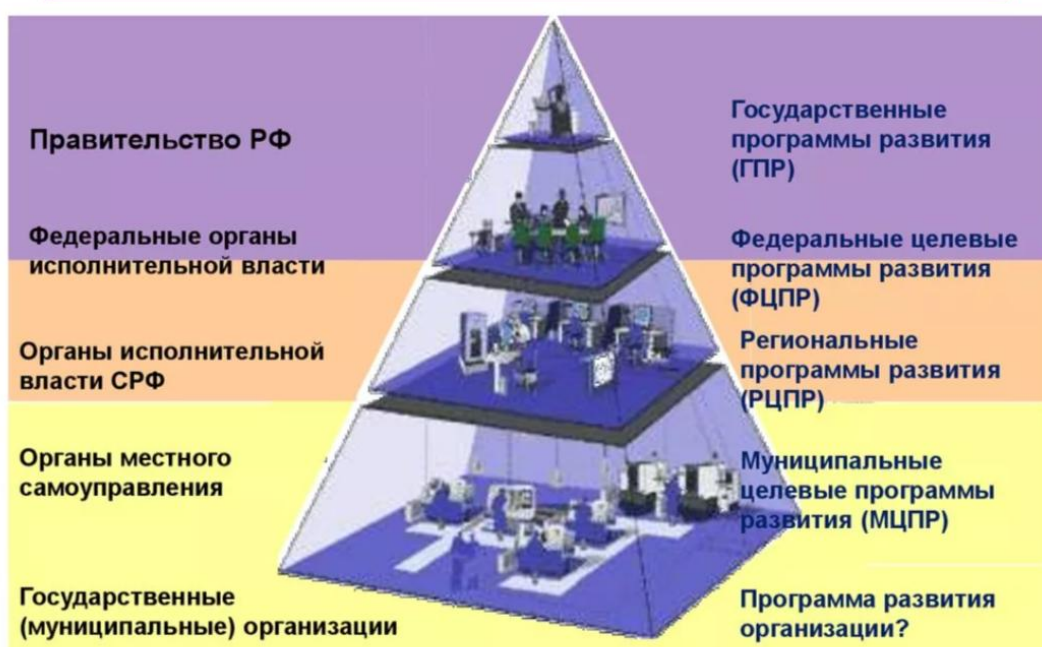 Правительство РФ
Государственные
программы развития
(ГПР)
Федеральные органы
исполнительной власти
Федеральные целевые
программы развития
(ФЦПР)
Органы исполнительной
власти СРФ
Региональные
программы развития
(РЦПР)
Органы местного
самоуправления
Муниципальные
целевые программы
развития (МЦПР)
Государственные
(муниципальные) организации
Программа развития
организации?